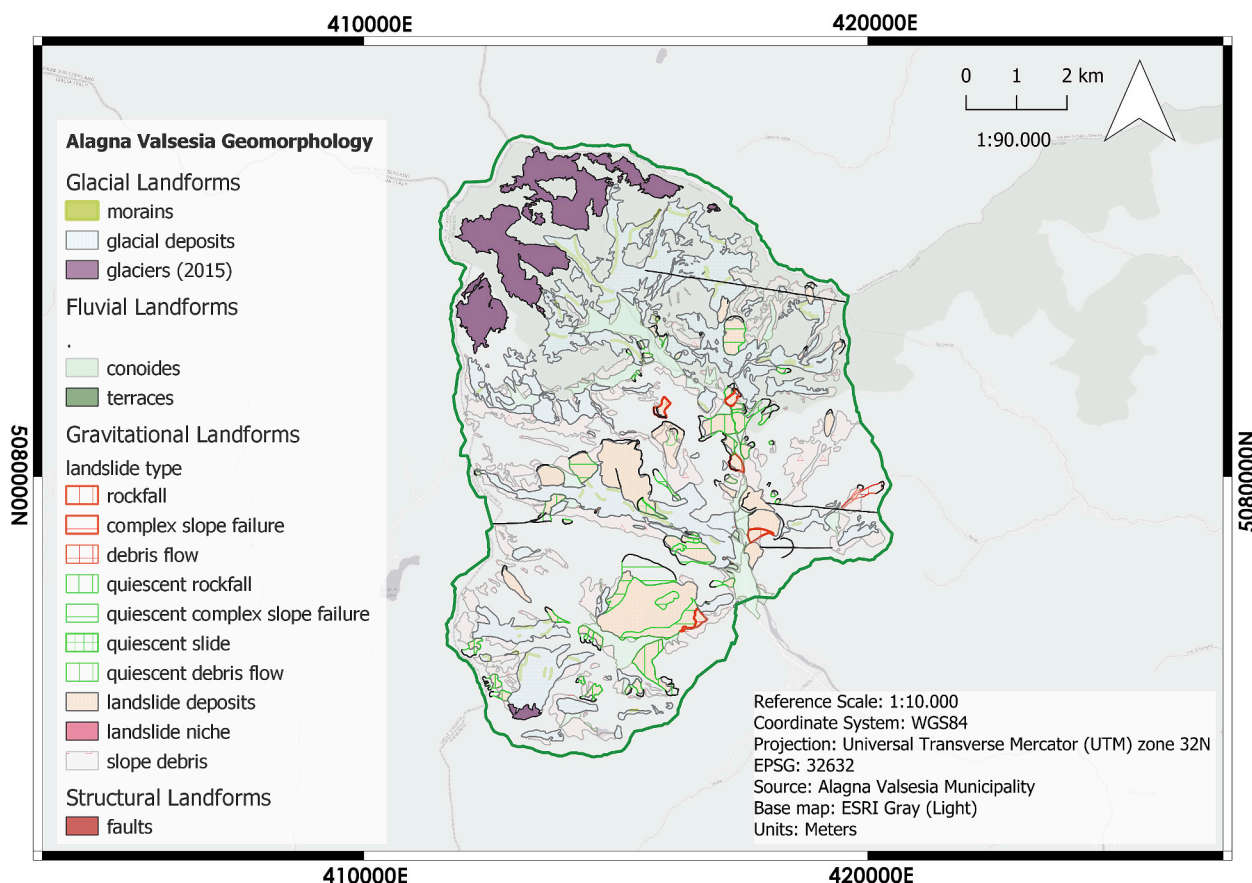 410000E
420000E
0 1 2 km
1:90.000
Alagna Valsesia Geomorphology
Glacial Landforms
morains
glacial deposits
glaciers (2015)
Fluvial Landforms
.
conoides
terraces
Gravitational Landforms
landslide type
rockfall
complex slope failure
debris flow
quiescent rockfall
quiescent complex slope failure
quiescent slide
quiescent debris flow
landslide deposits
landslide niche
slope debris
Structural Landforms
faults
5080000N
5080000N
Reference Scale: 1:10.000
Coordinate System: WGS84
Projection: Universal Transverse Mercator (UTM) zone 32N
EPSG: 32632
Source: Alagna Valsesia Municipality
Base map: ESRI Gray (Light)
Units: Meters
410000E
420000E